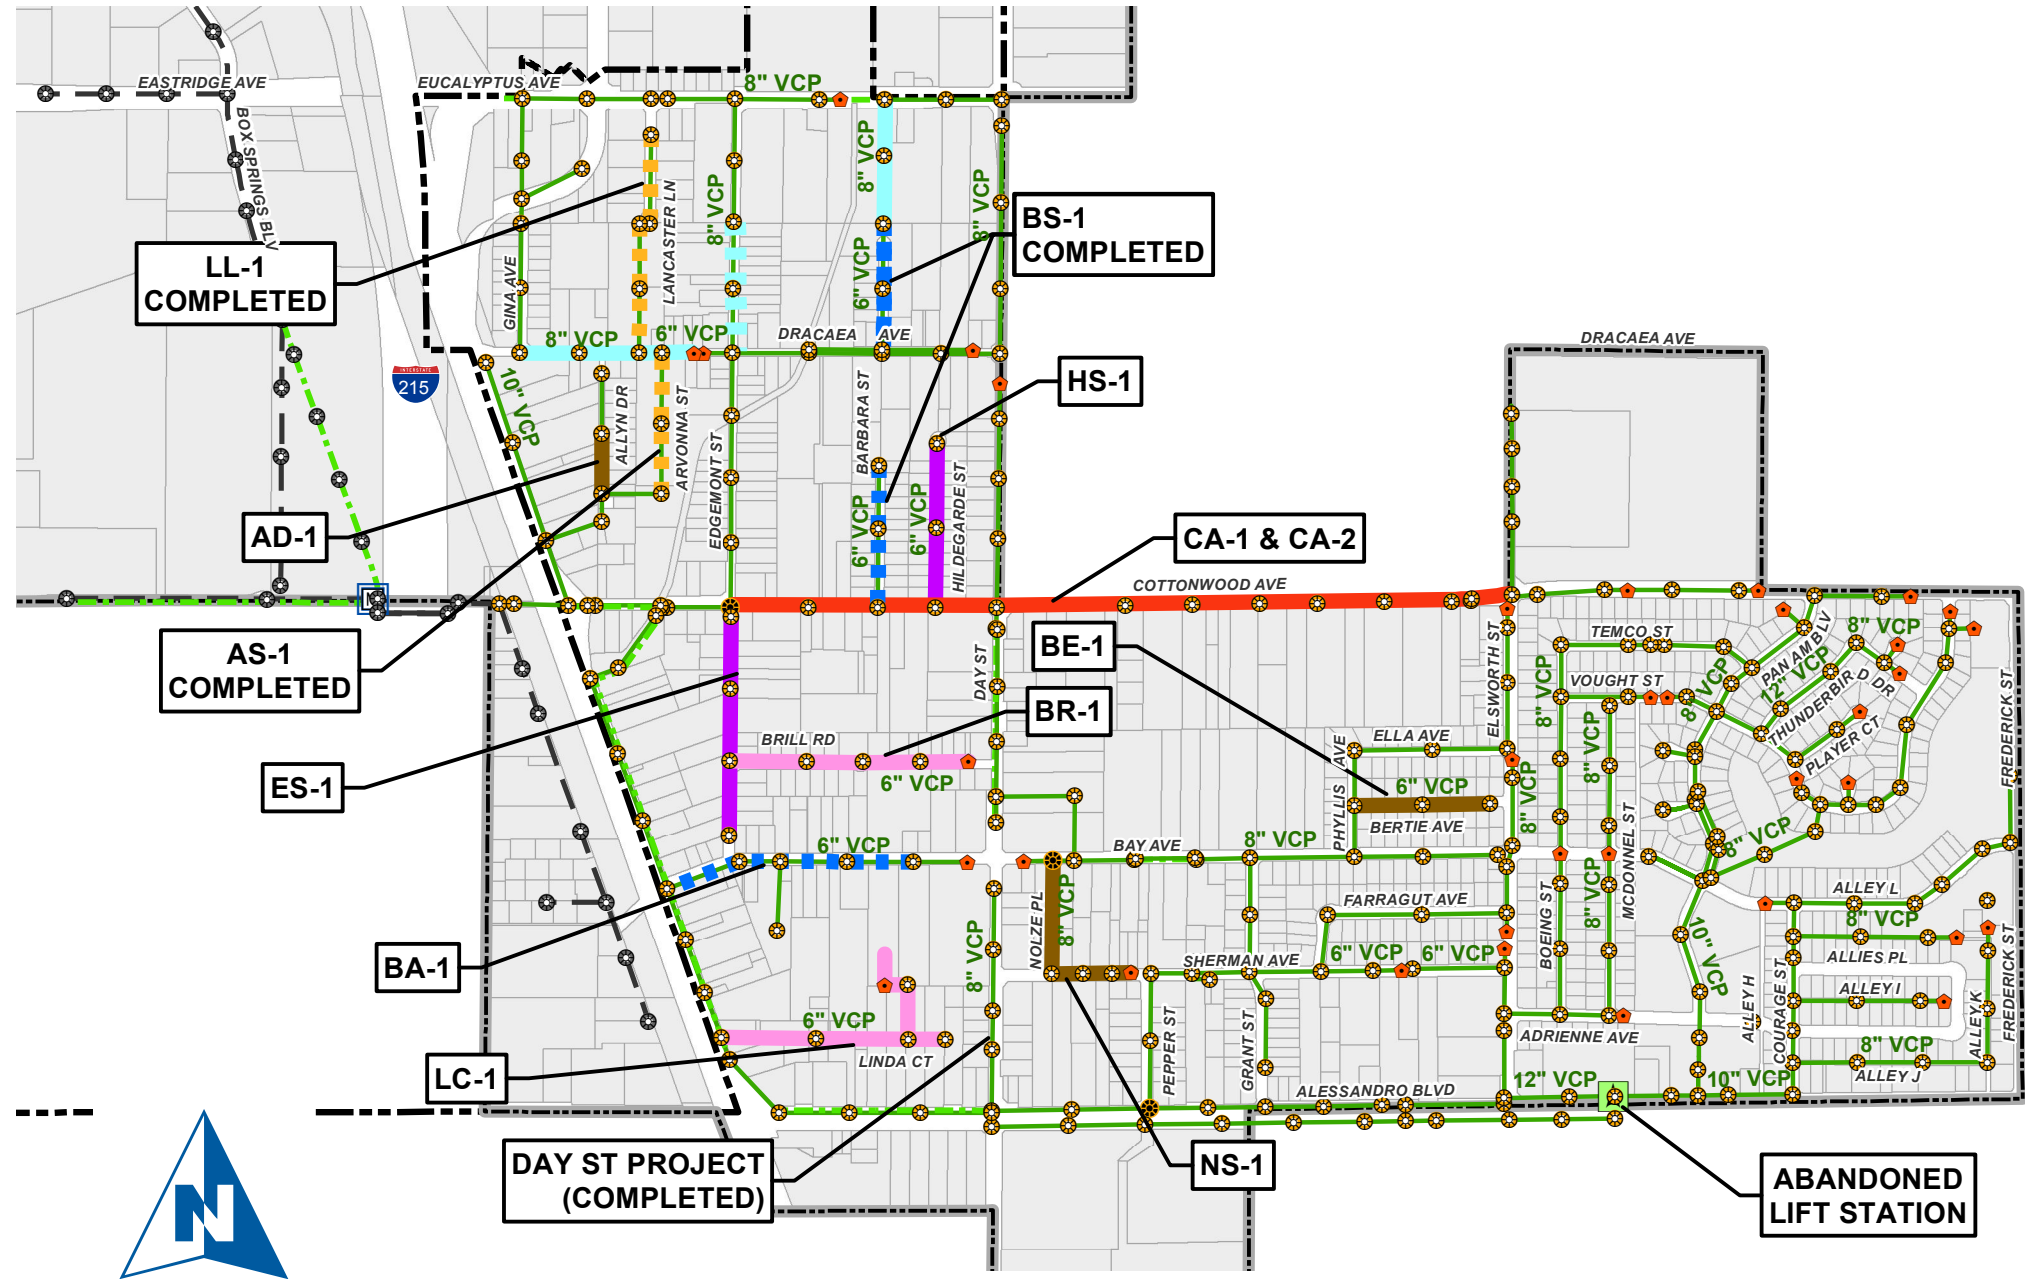 EASTRIDGE AVE
EUCALYPTUS AVE
8" VCP
BOX SPRINGS BLV
8" VCP
8" VCP
8" VCP
LANCASTER LN
GINA AVE
6" VCP
BS-1
COMPLETED
LL-1
COMPLETED
8" VCP
6" VCP
DRACAEA AVE
DRACAEA AVE
INTERSTATE
215
10" VCP
ALLYN DR
ARVONNA ST
EDGEMONT ST
BARBARA ST
HILDEGARDE ST
6" VCP
6" VCP
HS-1
AD-1
CA-1 & CA-2
COTTONWOOD AVE
AS-1
COMPLETED
DAY ST
BE-1
BR-1
ELSWORTH ST
TEMCO ST
VOUGHT ST
8" VCP
8" VCP
8" VCP
PAN AM BLV
12" VCP
8" VCP
THUNDERBIRD DR
PLAYER CT
FREDERICK ST
ES-1
BRILL RD
6" VCP
ELLA AVE
PHYLLIS AVE
6" VCP
BERTIE AVE
8" VCP
MCDONNEL ST
8" VCP
6" VCP
BAY AVE
8" VCP
BA-1
NOLZE PL
8" VCP
8" VCP
FARRAGUT AVE
6" VCP
6" VCP
SHERMAN AVE
BOEING ST
8" VCP
10" VCP
ALLEY L
8" VCP
ALLIES PL
ALLEY I
ALLEY H
COURAGE ST
ALLEY K
FREDERICK ST
6" VCP
LINDA CT
LC-1
PEPPER ST
GRANT ST
ADRIENNE AVE
8" VCP
ALLEY J
ALESSANDRO BLVD
12" VCP
10" VCP
DAY ST PROJECT
(COMPLETED)
NS-1
ABANDONED
LIFT STATION
N